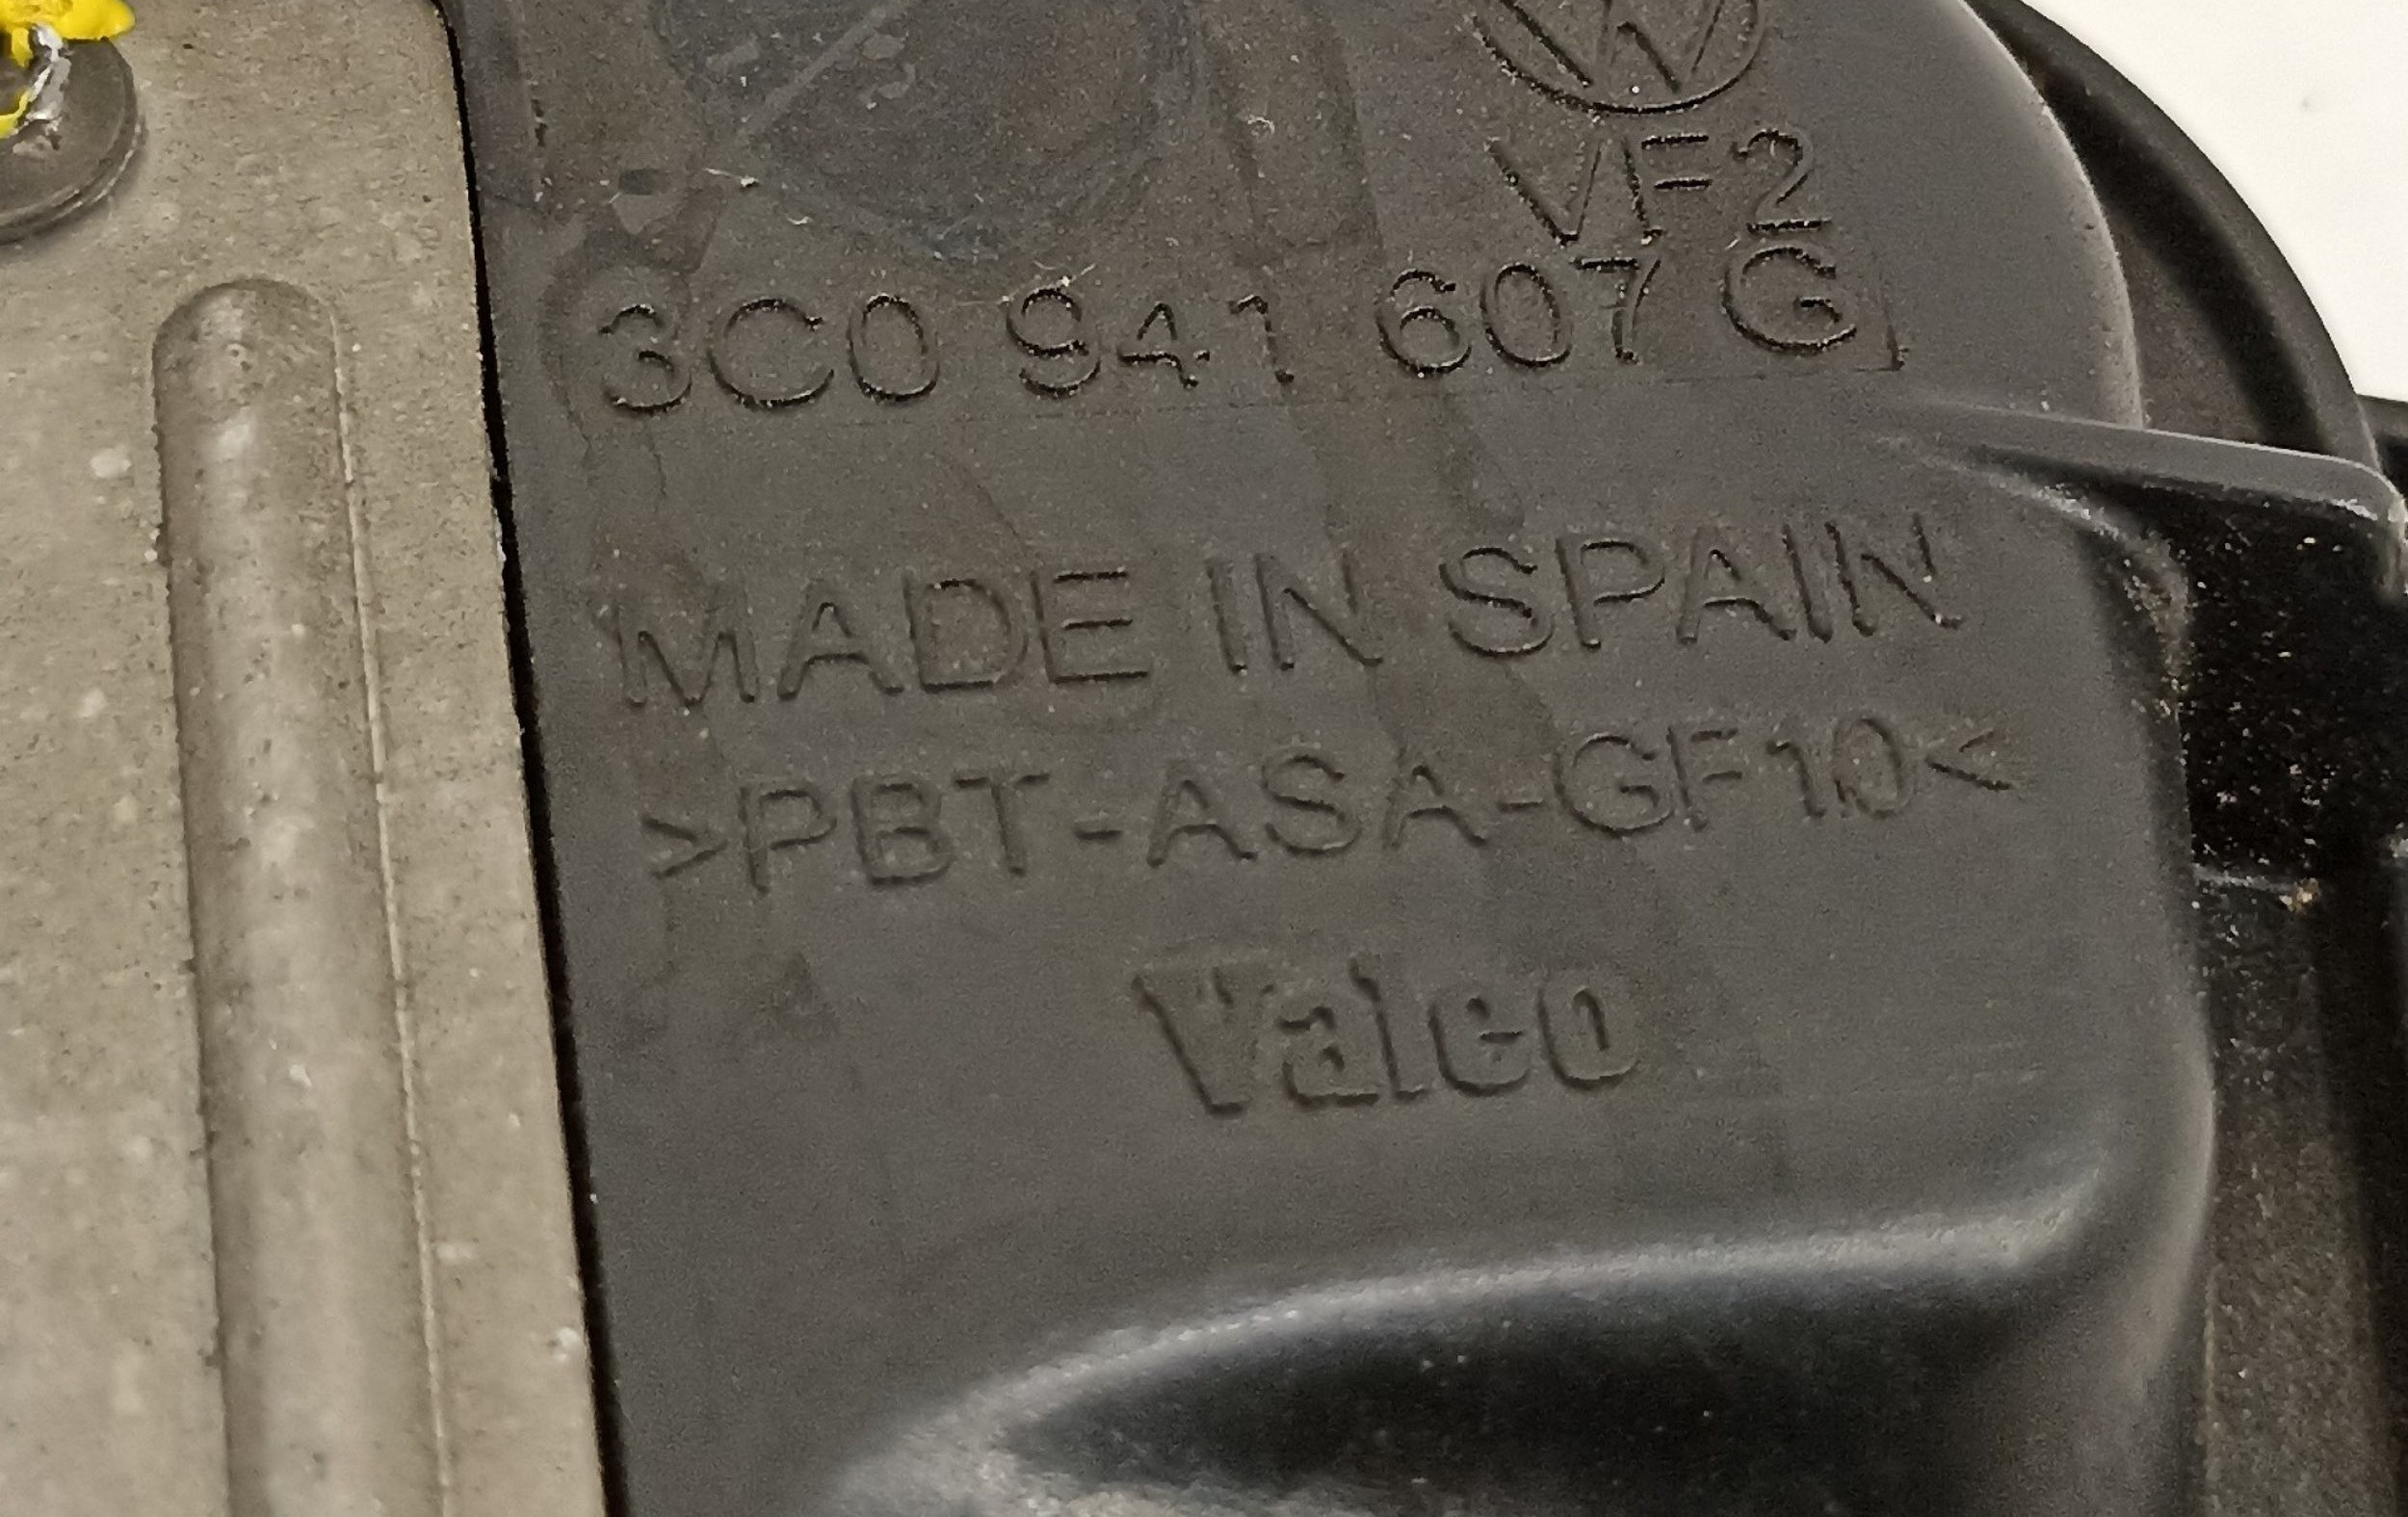 VF2
3C0 941 607 G
MADE IN SPAIN
>PBT-ASA-GF10<
Valeo